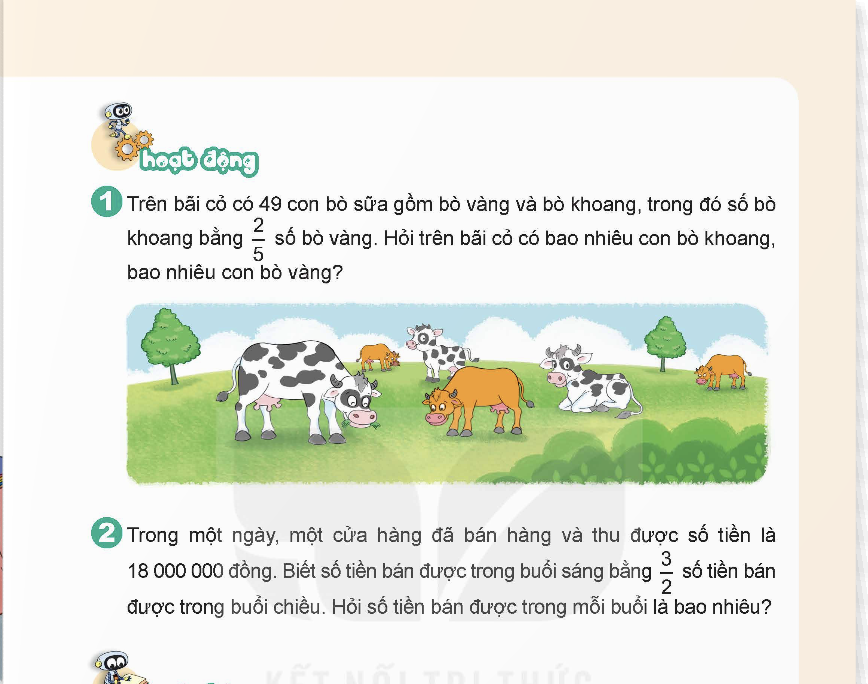 hoạt động
1 Trên bãi cỏ có 49 con bò sữa gồm bò vàng và bò khoang, trong đó số bò
khoang bằng 2/5 số bò vàng. Hỏi trên bãi cỏ có bao nhiêu con bò khoang,
bao nhiêu con bò vàng?
2 Trong một ngày, một cửa hàng đã bán hàng và thu được số tiền là
18 000 000 đồng. Biết số tiền bán được trong buổi sáng bằng 3/2 số tiền bán
được trong buổi chiều. Hỏi số tiền bán được trong mỗi buổi là bao nhiêu?
KẾT NỐI TRI THỨC